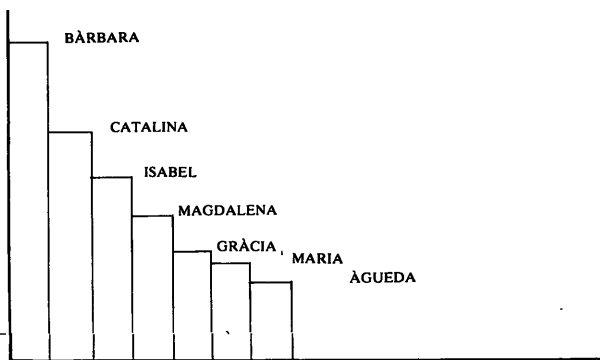 BÀRBARA
CATALINA
ISABEL
MAGDALENA
GRÀCIA
MARIA
ÀGUEDA